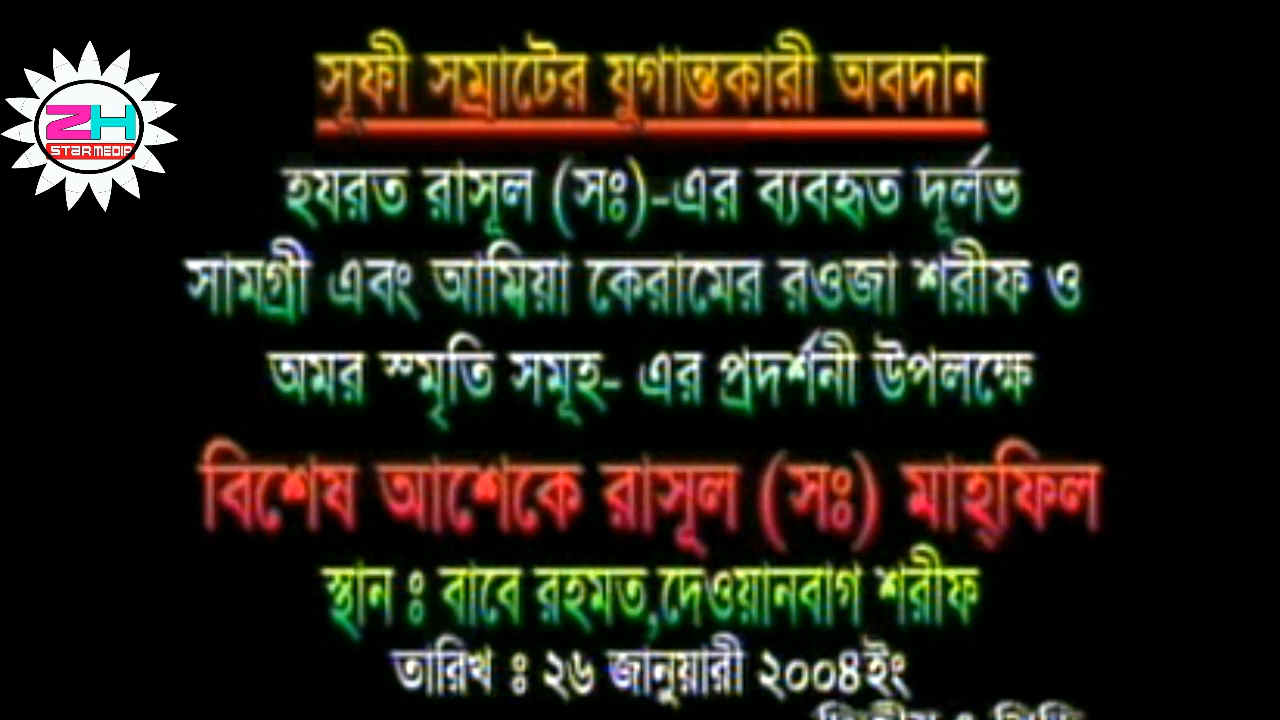 ZH
STAR MEDIA
সূফী সম্রাটের যুগান্তকারী অবদান
হযরত রাসূল (সঃ)-এর ব্যবহৃত দূর্লভ
সামগ্রী এবং আম্বিয়া কেরামের রওজা শরীফ ও
অমর স্মৃতি সমূহ- এর প্রদর্শনী উপলক্ষে
বিশেষ আশেকে রাসূল (সঃ) মাহ্‌ফিল
স্থান ঃ বাবে রহমত,দেওয়ানবাগ শরীফ
তারিখ ঃ ২৬ জানুয়ারী ২০০৪ইং